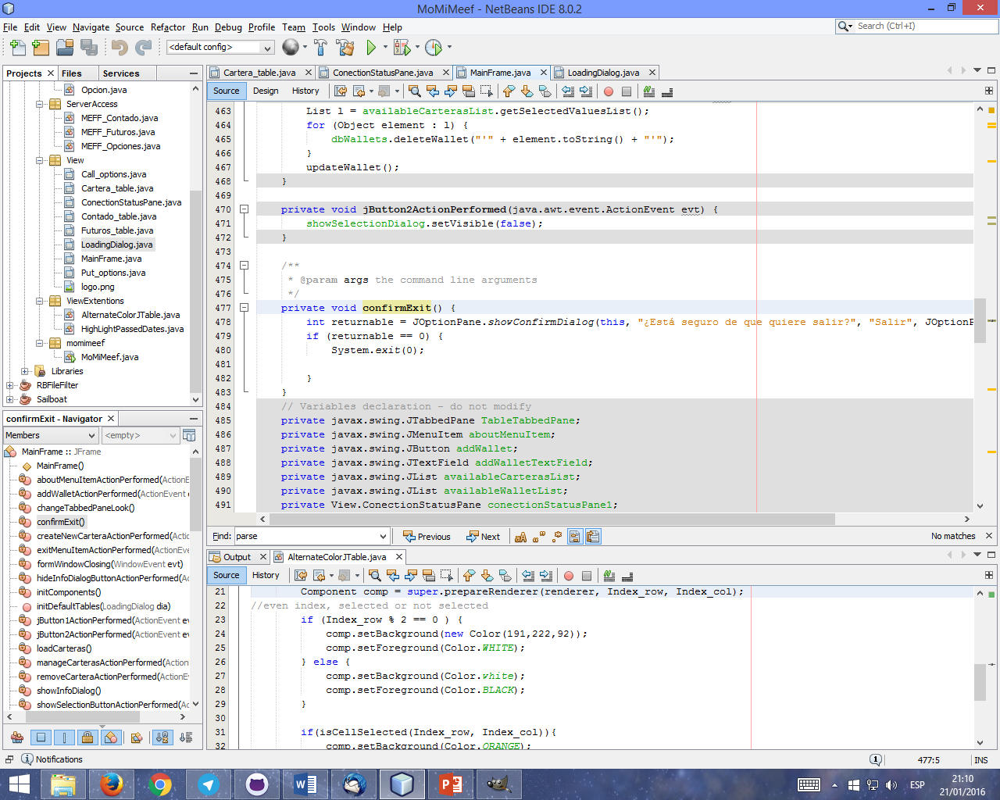 MoMiMeef - NetBeans IDE 8.0.2
File Edit View Navigate Source Refactor Run Debug Profile Team Tools Window Help
Search (Ctrl+I)
<default config>
Projects Files Services
Opcion.java
ServerAccess
MEFF_Contado.java
MEFF_Futuros.java
MEFF_Opciones.java
View
Call_options.java
Cartera_table.java
ConectionStatusPane.java
Contado_table.java
Futuros_table.java
LoadingDialog.java
MainFrame.java
Put_options.java
logo.png
ViewExtentions
AlternateColorJTable.java
HighLightPassedDates.java
momimeef
MoMiMeef.java
Libraries
RBFileFilter
Sailboat
confirmExit - Navigator
Members <empty>
MainFrame :: JFrame
MainFrame()
aboutMenuItemActionPerformed(ActionE
addWalletActionPerformed(ActionEvent e
changeTabbedPaneLook()
confirmExit()
createNewCarteraActionPerformed(Actic
exitMenuItemActionPerformed(ActionEve
formWindowClosing(WindowEvent evt)
hideInfoDialogButtonActionPerformed(Ac
initComponents()
initDefaultTables(LoadingDialog dia)
jButton1ActionPerformed(ActionEvent ev
jButton2ActionPerformed(ActionEvent ev
loadCarteras()
manageCarterasActionPerformed(Action
removeCarteraActionPerformed(ActionE
showInfoDialog()
showSelectionButtonActionPerformed(Ac
Cartera_table.java ConectionStatusPane.java MainFrame.java LoadingDialog.java
Source Design History
463 List l = availableCarterasList.getSelectedValuesList();
464 for (Object element : l) {
465 dbWallets.deleteWallet("'" + element.toString() + "'");
466 }
467 updateWallet();
468 }
469
470 private void jButton2ActionPerformed(java.awt.event.ActionEvent evt) {
471 showSelectionDialog.setVisible(false);
472 }
473
474 /**
475 * @param args the command line arguments
476 */
477 private void confirmExit() {
478 int returnable = JOptionPane.showConfirmDialog(this, "¿Está seguro de que quiere salir?", "Salir", JOptionP
479 if (returnable == 0) {
480 System.exit(0);
481
482 }
483 }
484 // Variables declaration - do not modify
485 private javax.swing.JTabbedPane TableTabbedPane;
486 private javax.swing.JMenuItem aboutMenuItem;
487 private javax.swing.JButton addWallet;
488 private javax.swing.JTextField addWalletTextField;
489 private javax.swing.JList availableCarterasList;
490 private javax.swing.JList availableWalletList;
491 private View.ConectionStatusPane conectionStatusPane1;
Find: parse Previous Next No matches
Output AlternateColorJTable.java
Source History
21 Component comp = super.prepareRenderer(renderer, Index_row, Index_col);
22 //even index, selected or not selected
23 if (Index_row % 2 == 0 ) {
24 comp.setBackground(new Color(191,222,92));
25 comp.setForeground(Color.WHITE);
26 } else {
27 comp.setBackground(Color.white);
28 comp.setForeground(Color.BLACK);
29 }
30
31 if(isCellSelected(Index_row, Index_col)){
32 comp.setBackground(Color.ORANGE);
Notifications 1 477:5 INS
ESP 21:10
21/01/2016